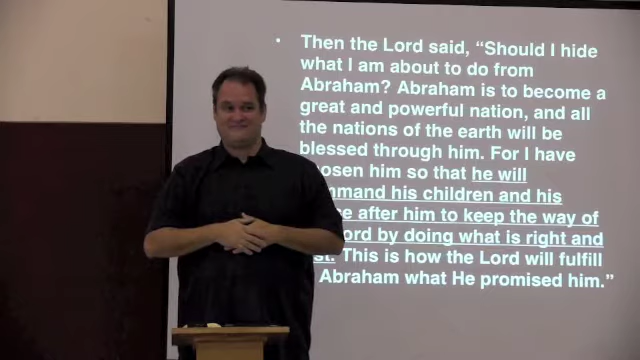 • Then the Lord said, “Should I hide
what I am about to do from
Abraham? Abraham is to become a
great and powerful nation, and all
the nations of the earth will be
blessed through him. For I have
him so that he will
his children and his
after him to keep the way of
by doing what is right and
This is how the Lord will fulfill
Abraham what He promised him.”